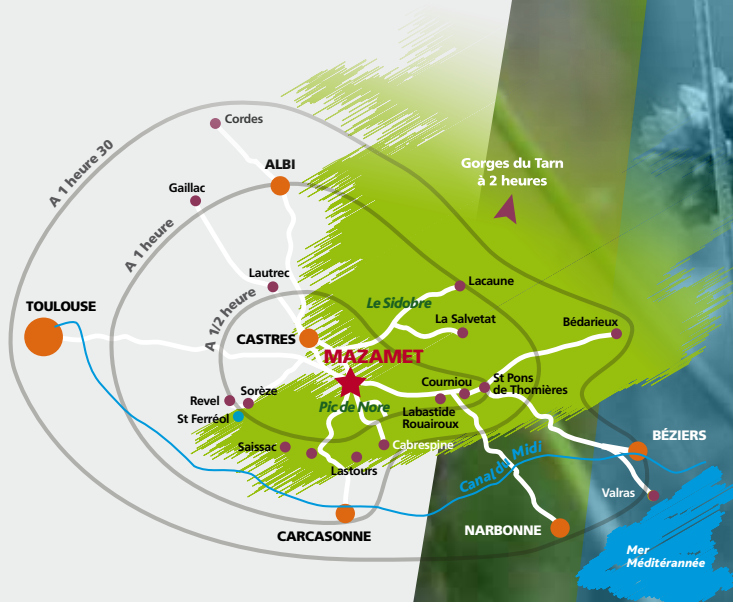 Cordes
A 1 heure 30
ALBI
Gorges du Tarn
à 2 heures
Gaillac
A 1 heure
Lautrec
Lacaune
A 1/2 heure
Le Sidobre
TOULOUSE
La Salvetat
Bédarieux
CASTRES
MAZAMET
Courniou
St Pons
de Thomières
Revel
Sorèze
St Ferréol
Pic de Nore
Labastide
Rouairoux
BÉZIERS
Saissac
Cabrespine
Lastours
Canal du Midi
Valras
NARBONNE
CARCASONNE
Mer
Méditérannée